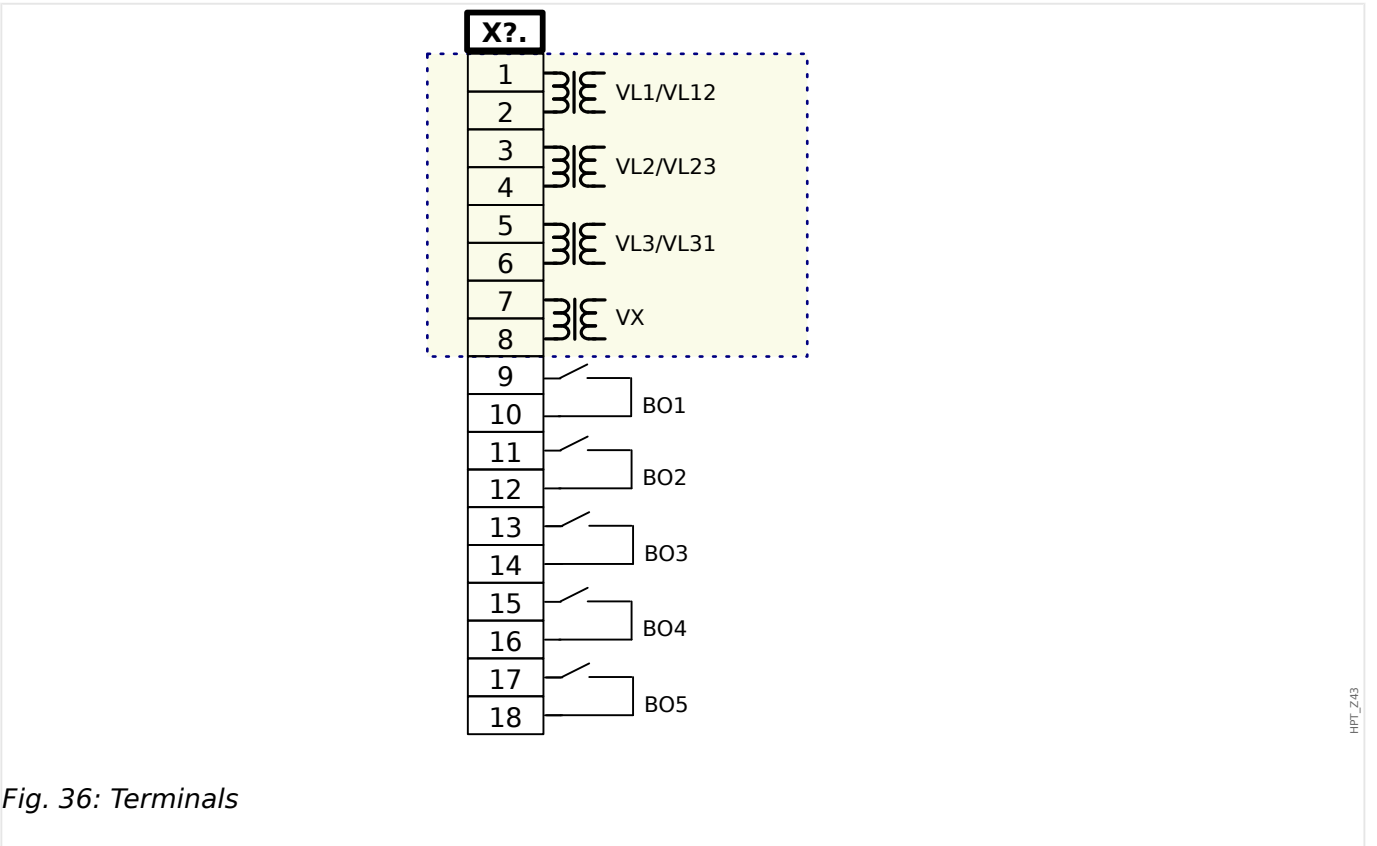 X?.
1
VL1/VL12
2
3
VL2/VL23
4
5
VL3/VL31
6
7
VX
8
9
BO1
10
11
BO2
12
13
BO3
14
15
BO4
16
17
BO5
18
HPT_Z43
Fig. 36: Terminals